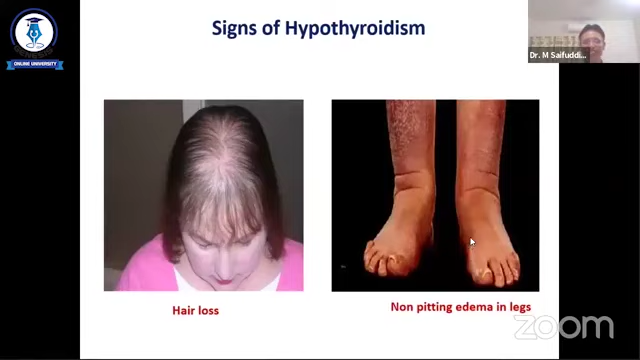 Signs of Hypothyroidism
ONLINE UNIVERSITY
Dr. M Saifuddi...
Hair loss
Non pitting edema in legs
zoom